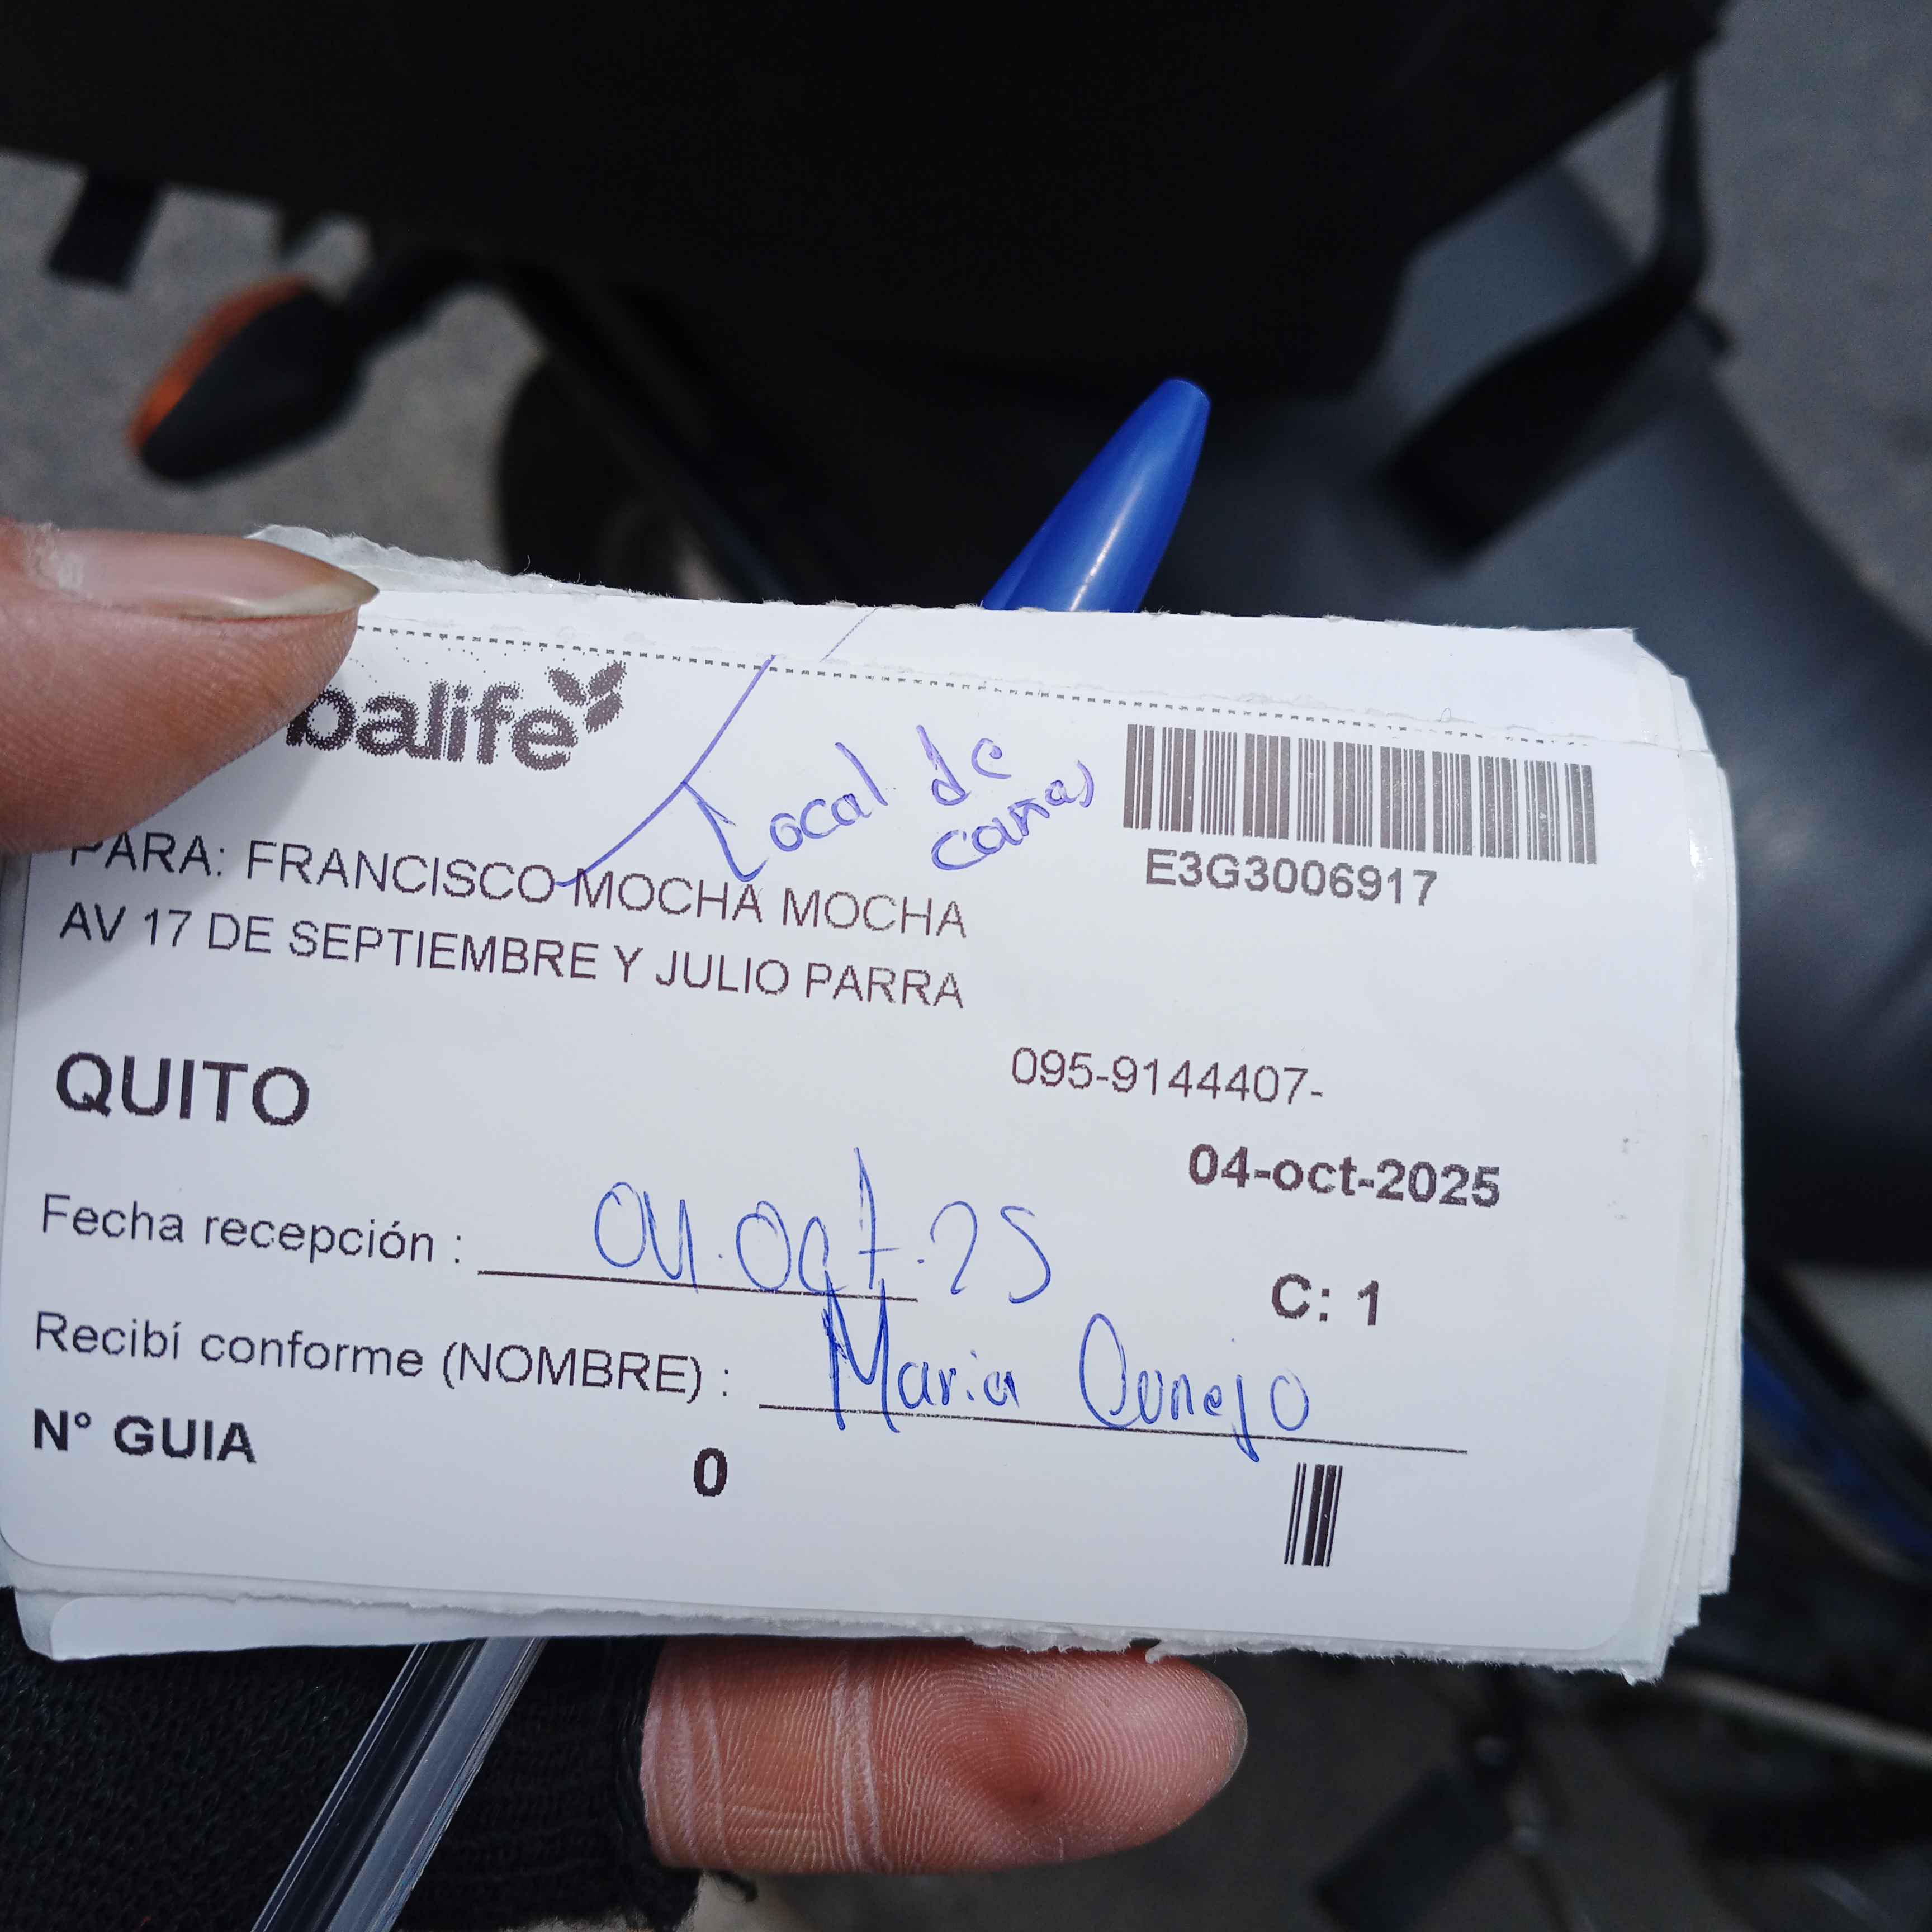 balife
Local de
camas
E3G3006917
PARA: FRANCISCO MOCHA MOCHA
AV 17 DE SEPTIEMBRE Y JULIO PARRA
QUITO
095-9144407-
04-oct-2025
Fecha recepción : 04.Oct.25
C: 1
Recibí conforme (NOMBRE) : Maria Conejo
N° GUIA 0